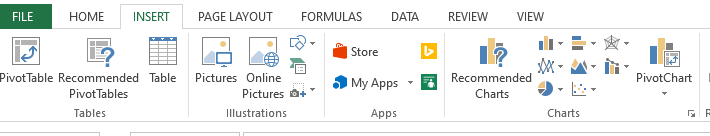 FILE HOME INSERT PAGE LAYOUT FORMULAS DATA REVIEW VIEW
PivotTable Recommended PivotTables Table
Tables
Pictures Online Pictures
Illustrations
Store
My Apps
Apps
Recommended Charts
PivotChart
Charts